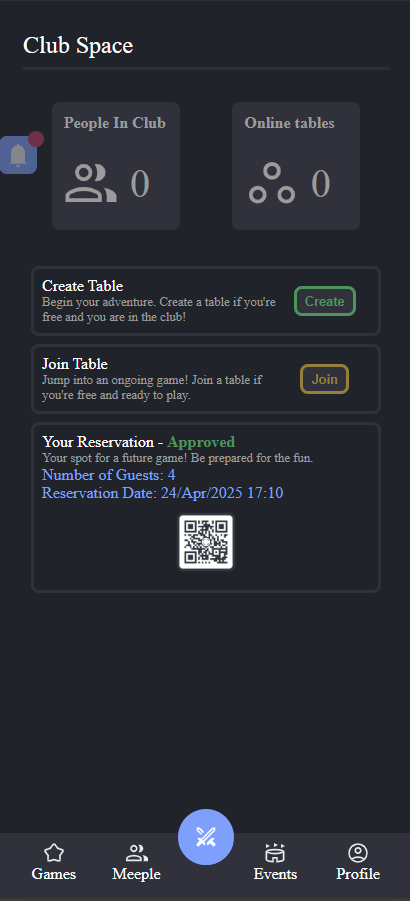 Club Space
People In Club
0
Online tables
0
Create Table
Begin your adventure. Create a table if you're
free and you are in the club!
Create
Join Table
Jump into an ongoing game! Join a table if
you're free and ready to play.
Join
Your Reservation - Approved
Your spot for a future game! Be prepared for the fun.
Number of Guests: 4
Reservation Date: 24/Apr/2025 17:10
Games
Meeple
Events
Profile